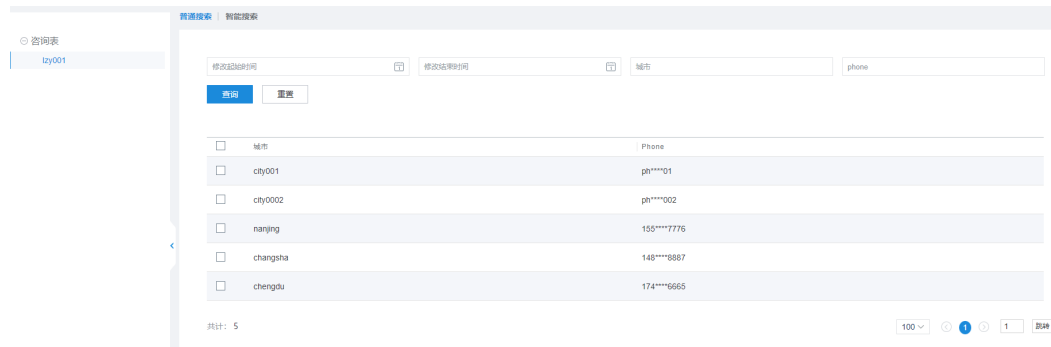 普通搜索 智能搜索
咨询表
lzy001
修改起始时间 修改结束时间 城市 phone
查询 重置
城市 Phone
city001 ph****01
city0002 ph****002
nanjing 155****7776
changsha 148****8887
chengdu 174****6665
共计: 5 100 1 1 跳转